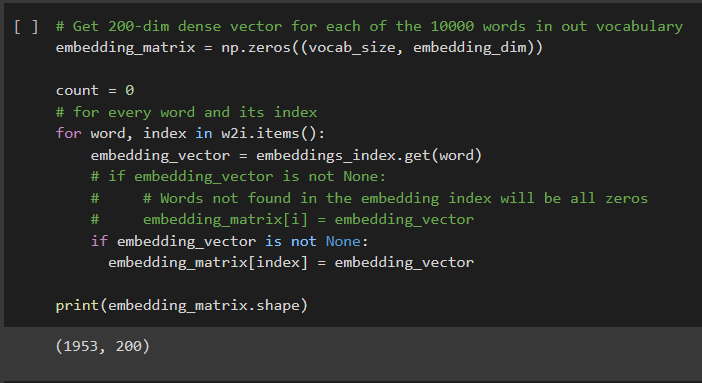 [ ] # Get 200-dim dense vector for each of the 10000 words in out vocabulary
embedding_matrix = np.zeros((vocab_size, embedding_dim))

count = 0
# for every word and its index
for word, index in w2i.items():
    embedding_vector = embeddings_index.get(word)
    # if embedding_vector is not None:
    #     # Words not found in the embedding index will be all zeros
    #     embedding_matrix[i] = embedding_vector
    if embedding_vector is not None:
      embedding_matrix[index] = embedding_vector

print(embedding_matrix.shape)

(1953, 200)